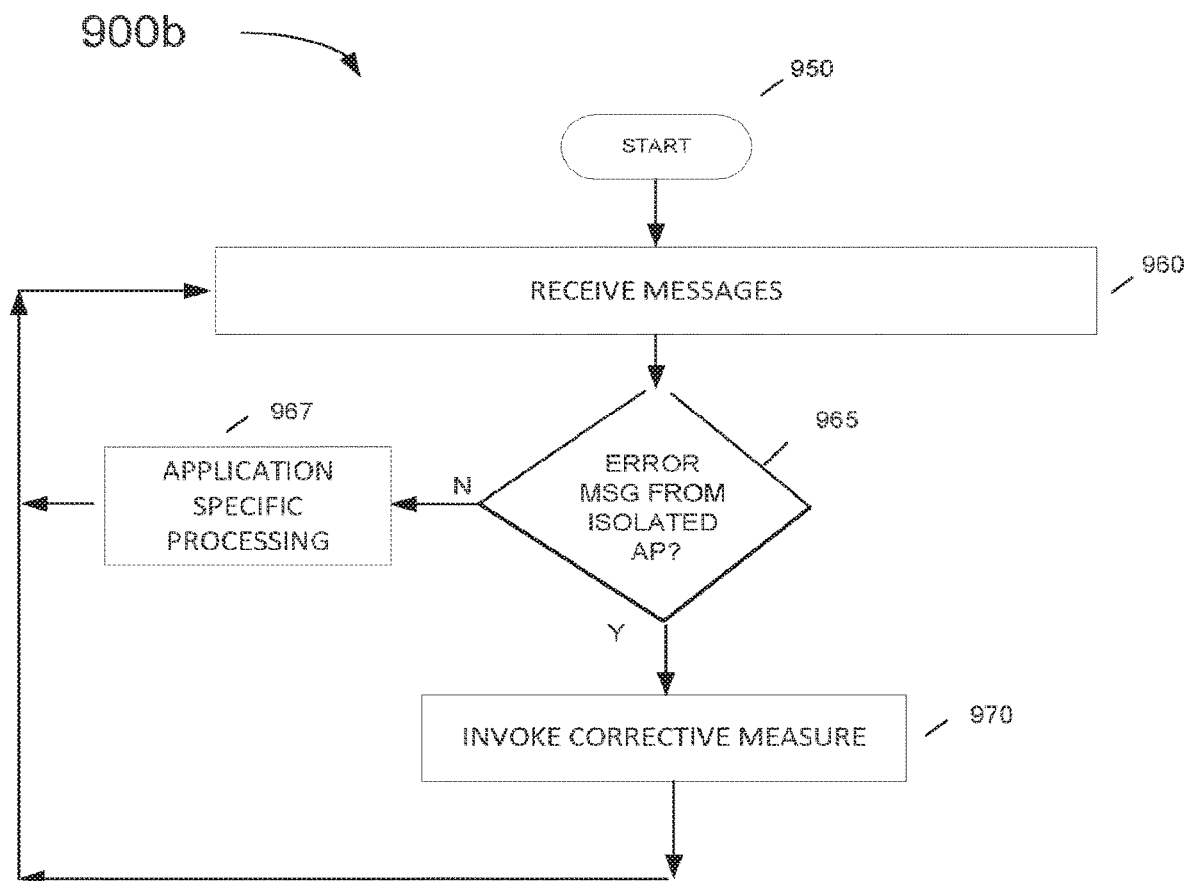 900b
950
START
960
RECEIVE MESSAGES
967
965
APPLICATION
SPECIFIC
PROCESSING
N
ERROR
MSG FROM
ISOLATED
AP?
Y
970
INVOKE CORRECTIVE MEASURE